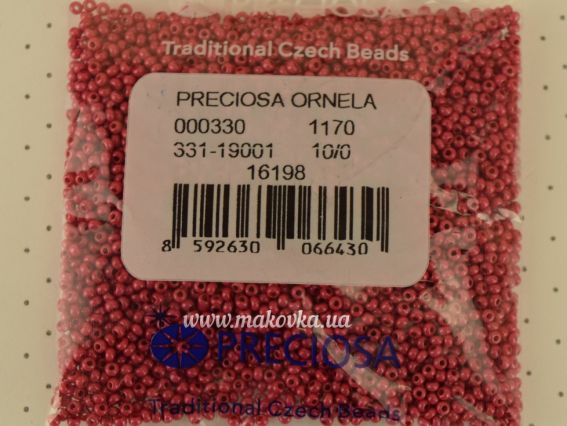 Traditional Czech Beads
PRECIOSA ORNELA
000330 1170
331-19001 10/0
16198
8 592630 066430
www.makovka.ua
PRECIOSA
Traditional Czech Beads